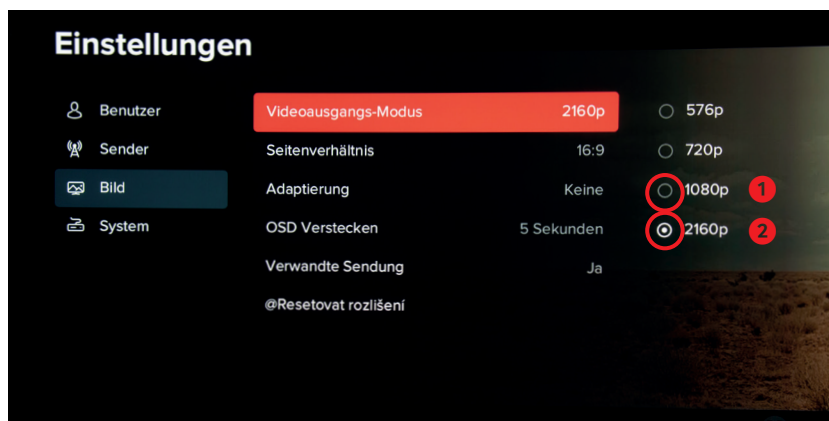 Einstellungen
Benutzer
Sender
Bild
System
Videoausgangs-Modus 2160p
Seitenverhältnis 16:9
Adaptierung Keine
OSD Verstecken 5 Sekunden
Verwandte Sendung Ja
@Resetovat rozlišení
576p
720p
1080p 1
2160p 2